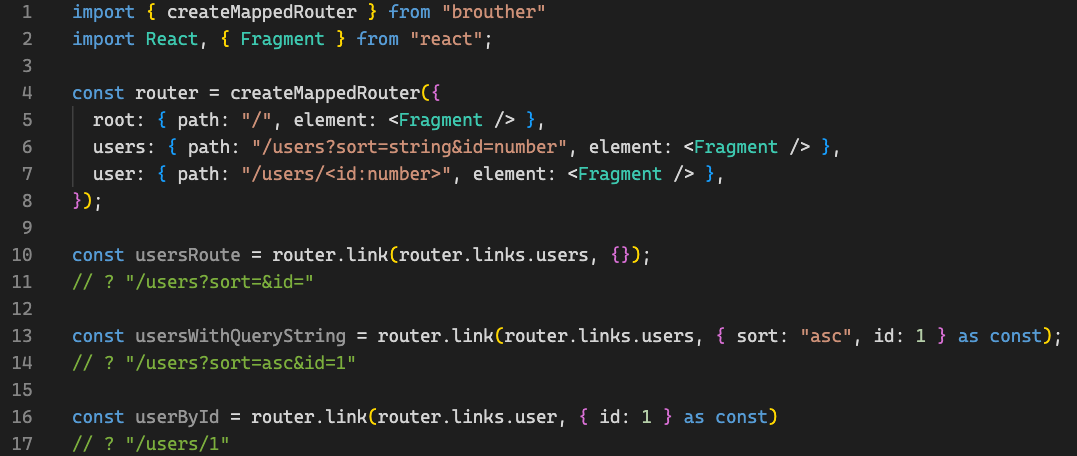 1 import { createMappedRouter } from "brouther"
2 import React, { Fragment } from "react";
3
4 const router = createMappedRouter({
5   root: { path: "/", element: <Fragment /> },
6   users: { path: "/users?sort=string&id=number", element: <Fragment /> },
7   user: { path: "/users/<id:number>", element: <Fragment /> },
8 });
9
10 const usersRoute = router.link(router.links.users, {});
11 // ? "/users?sort=&id="
12
13 const usersWithQueryString = router.link(router.links.users, { sort: "asc", id: 1 } as const);
14 // ? "/users?sort=asc&id=1"
15
16 const userById = router.link(router.links.user, { id: 1 } as const)
17 // ? "/users/1"